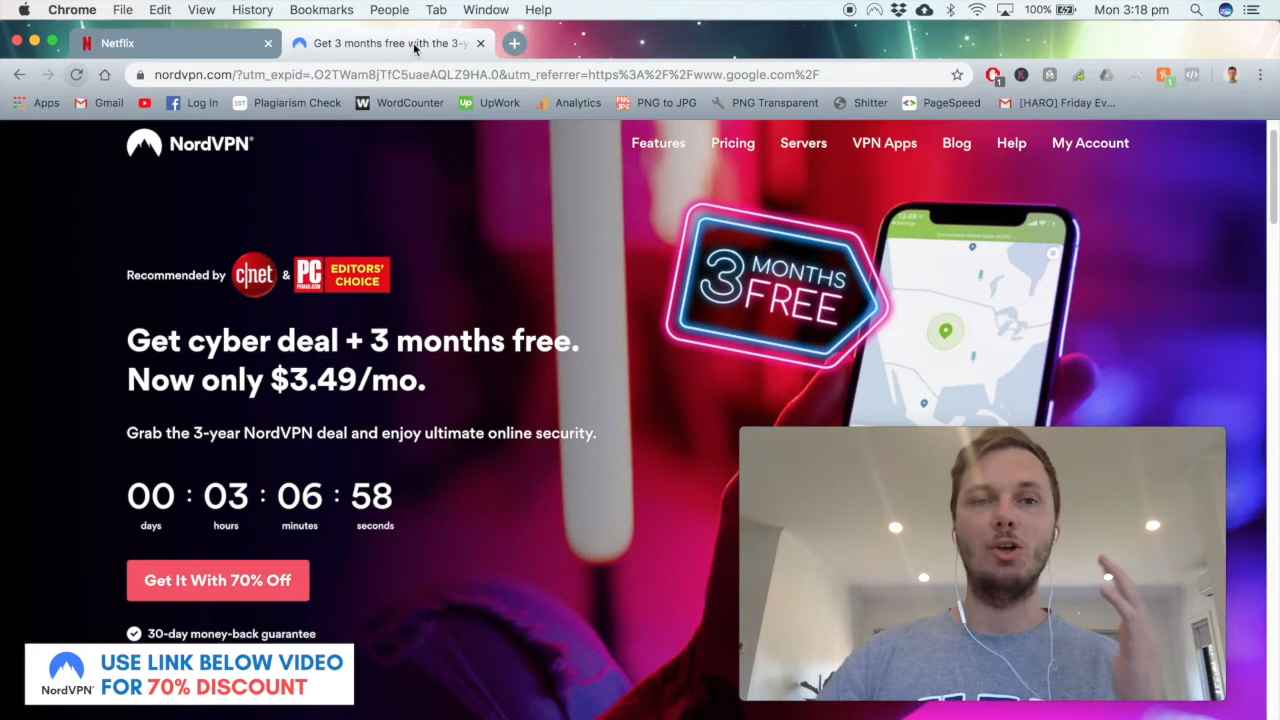 Chrome File Edit View History Bookmarks People Tab Window Help 100% Mon 3:18 pm
Netflix Get 3 months free with the 3-y
nordvpn.com/?utm_expid=.O2TWam8jTfC5uaeAQLZ9HA.0&utm_referrer=https%3A%2F%2Fwww.google.com%2F
Apps Gmail Log In Plagiarism Check WordCounter UpWork Analytics PNG to JPG PNG Transparent Shitter PageSpeed [HARO] Friday Ev...
NordVPN® Features Pricing Servers VPN Apps Blog Help My Account
3 MONTHS
FREE
Recommended by c|net & PC PCMAG.COM EDITORS' CHOICE
Get cyber deal + 3 months free.
Now only $3.49/mo.
Grab the 3-year NordVPN deal and enjoy ultimate online security.
00 : 03 : 06 : 58
days hours minutes seconds
Get It With 70% Off
30-day money-back guarantee
NordVPN® USE LINK BELOW VIDEO
FOR 70% DISCOUNT